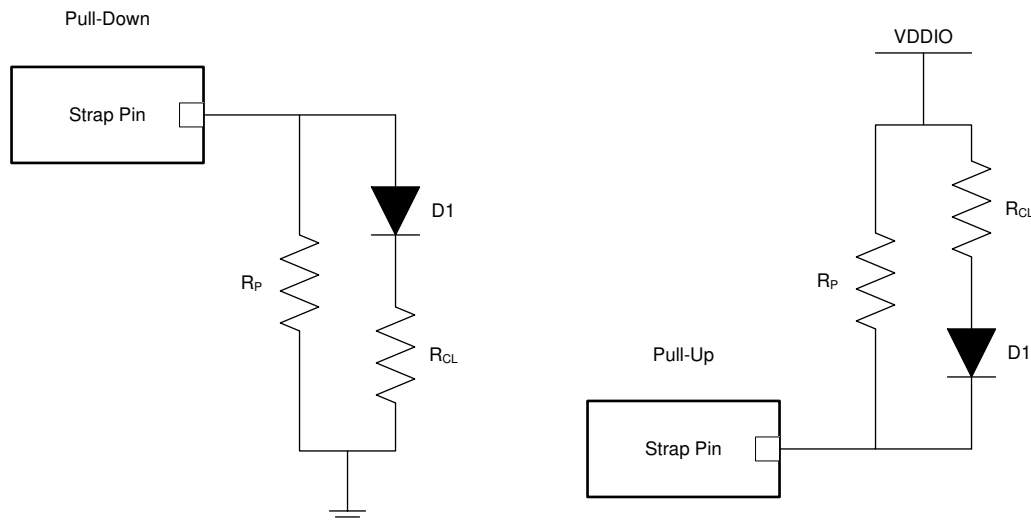 Pull-Down
Strap Pin
D1
RP
RCL
VDDIO
RCL
RP
D1
Pull-Up
Strap Pin